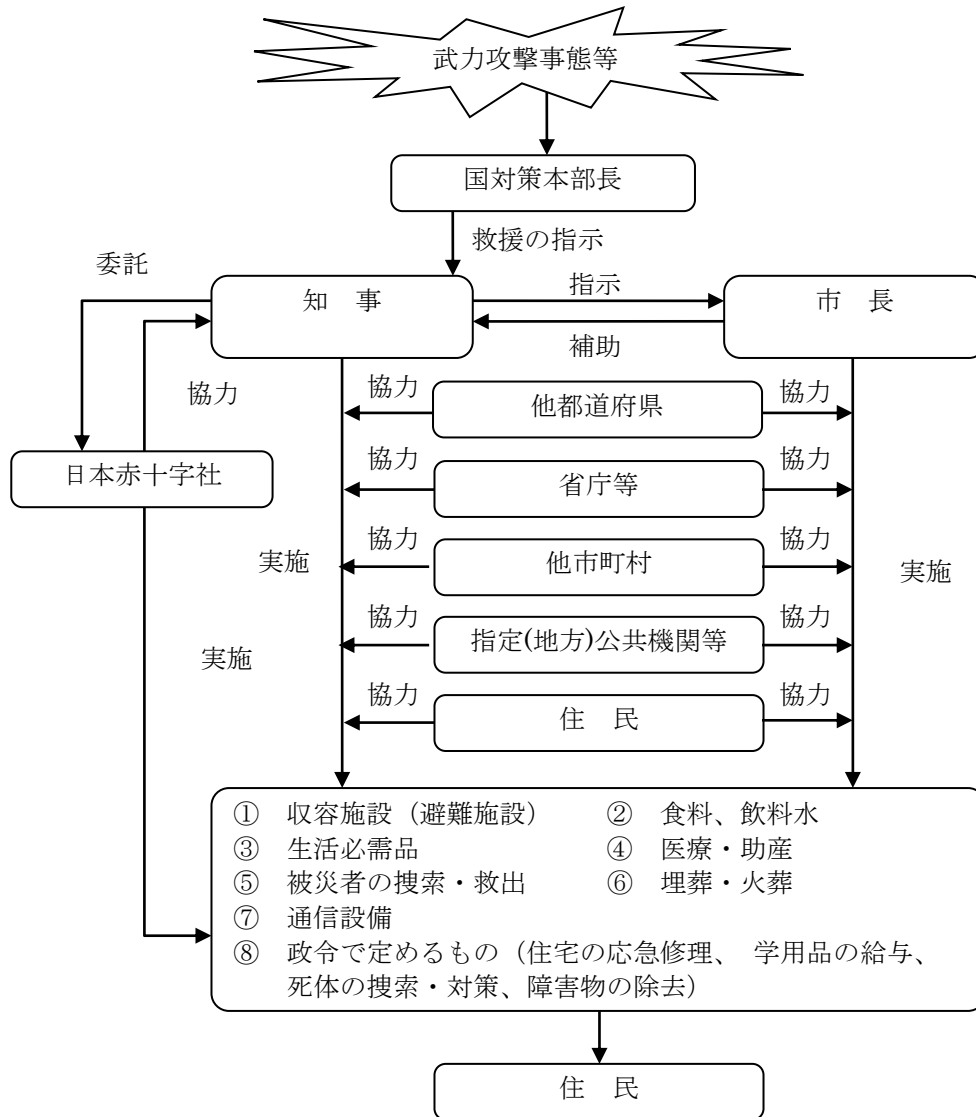 武力攻撃事態等
国対策本部長
救援の指示
委託
知　事
指示
市　長
補助
協力
協力
他都道府県
協力
日本赤十字社
協力
省庁等
協力
実施
協力
他市町村
協力
実施
実施
協力
指定(地方)公共機関等
協力
協力
住　民
協力
①　収容施設（避難施設）　②　食料、飲料水
③　生活必需品　④　医療・助産
⑤　被災者の捜索・救出　⑥　埋葬・火葬
⑦　通信設備
⑧　政令で定めるもの（住宅の応急修理、　学用品の給与、
死体の捜索・対策、障害物の除去）
住　民